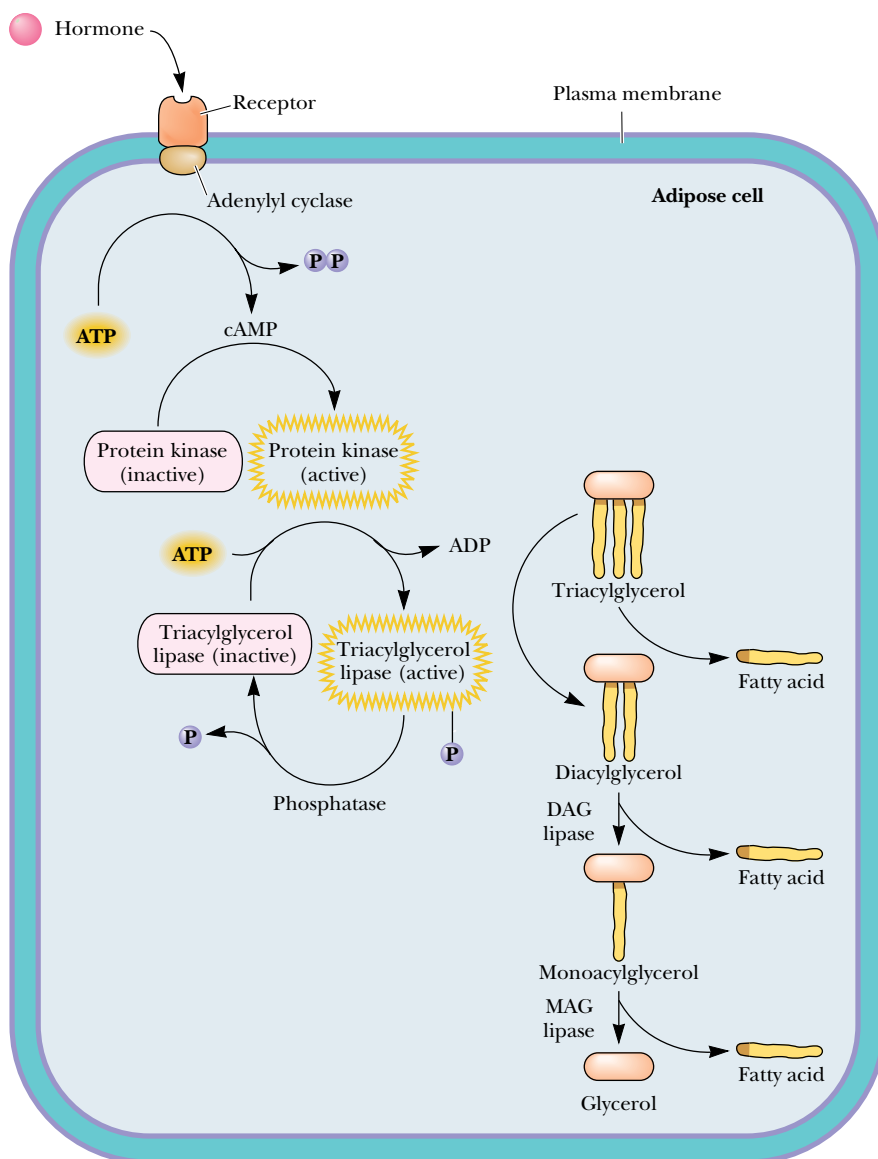 Hormone
Receptor
Plasma membrane
Adenylyl cyclase
Adipose cell
P P
ATP
cAMP
Protein kinase
(inactive)
Protein kinase
(active)
ATP
ADP
Triacylglycerol
Triacylglycerol
lipase (inactive)
Triacylglycerol
lipase (active)
Fatty acid
P
P
Diacylglycerol
Phosphatase
DAG
lipase
Fatty acid
Monoacylglycerol
MAG
lipase
Fatty acid
Glycerol